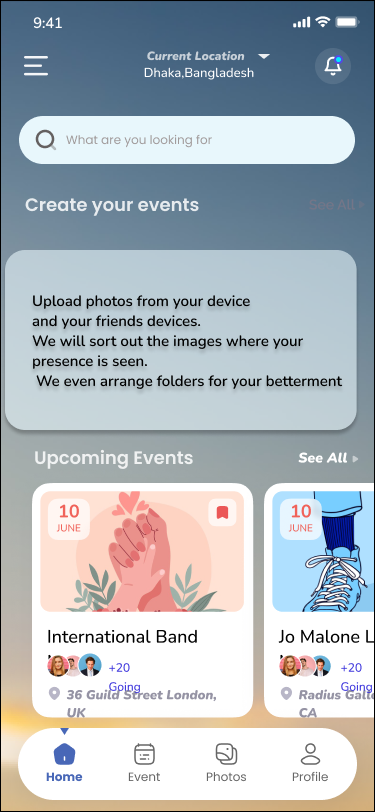 9:41
Current Location
Dhaka,Bangladesh
What are you looking for
Create your events
See All
Upload photos from your device
and your friends devices.
We will sort out the images where your
presence is seen.
We even arrange folders for your betterment
Upcoming Events
See All
10
JUNE
International Band
+20
Going
36 Guild Street London,
UK
10
JUNE
Jo Malone L
+20
Going
Radius Galle
CA
Home
Event
Photos
Profile